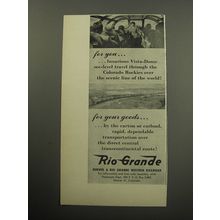 for you...
...luxurious Vista-Dome
see-level travel through the
Colorado Rockies over
the scenic line of the world!
for your goods...
...by the carton or carload,
rapid, dependable
transportation over
the direct central
transcontinental route!
Rio Grande
DENVER & RIO GRANDE WESTERN RAILROAD